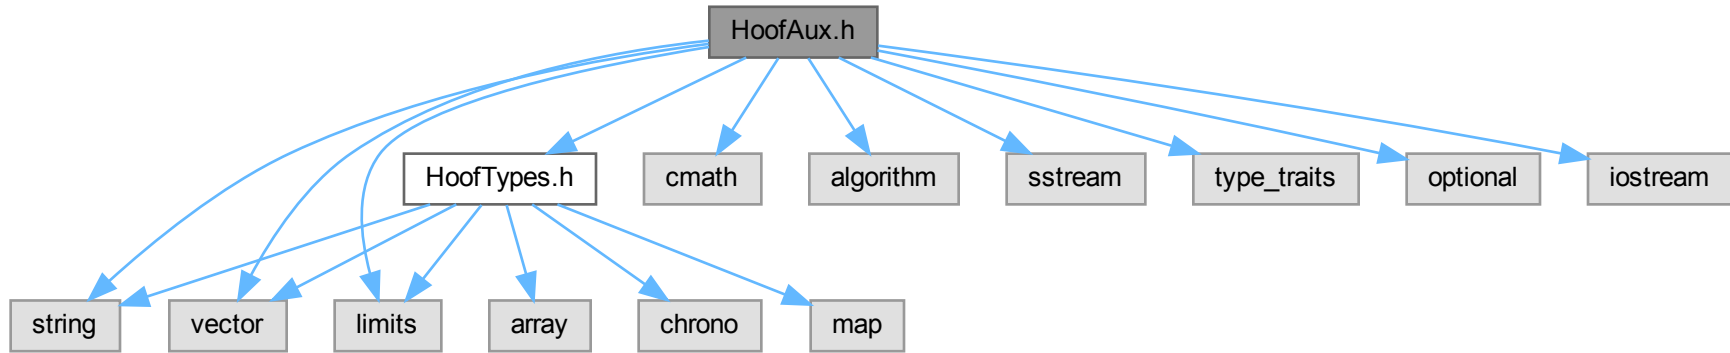 HoofAux.h
HoofTypes.h
cmath
algorithm
sstream
type_traits
optional
iostream
string
vector
limits
array
chrono
map